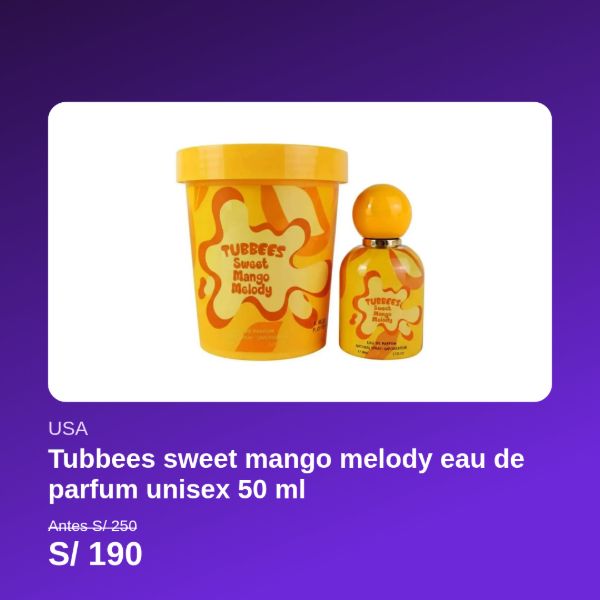 TUBBEES
Sweet
Mango
Melody
TUBBEES
Sweet
Mango
Melody
EAU DE PARFUM
USA
Tubbees sweet mango melody eau de
parfum unisex 50 ml
Antes S/ 250
S/ 190